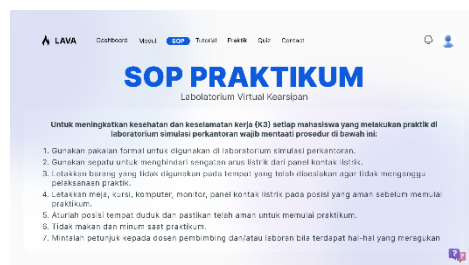 LAVA Dashboard Modul SOP Tutorial Praktik Quiz Contact
SOP PRAKTIKUM
Labolatorium Virtual Kearsipan
Untuk meningkatkan kesehatan dan keselamatan kerja (K3) setiap mahasiswa yang melakukan praktik di
laboratorium simulasi perkantoran wajib mentaati prosedur di bawah ini:
1. Gunakan pakaian formal untuk digunakan di laboratorium simulasi perkantoran.
2. Gunakan sepatu untuk menghindari sengatan arus listrik dari panel kontak listrik.
3. Letakkan barang yang tidak digunakan pada tempat yang telah disediakan agar tidak menganggu
pelaksanaan praktik.
4. Letakkan meja, kursi, komputer, monitor, panel kontak listrik pada posisi yang aman sebelum memulai
praktikum.
5. Aturlah posisi tempat duduk dan pastikan telah aman untuk memulai praktikum.
6. Tidak makan dan minum saat praktikum.
7. Mintalah petunjuk kepada dosen pembimbing dan/atau laboran bila terdapat hal-hal yang meragukan